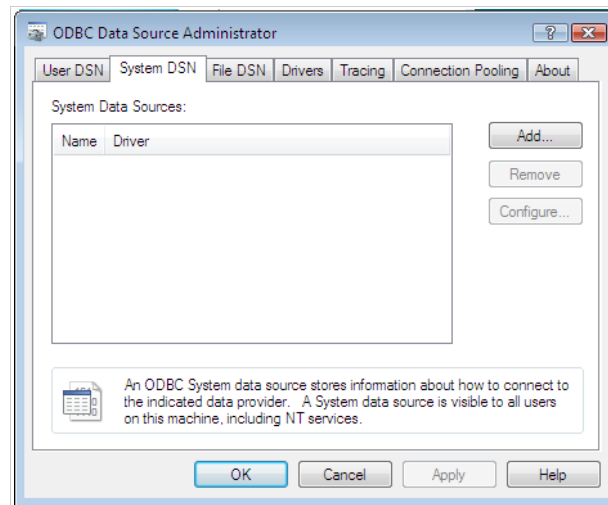 ODBC Data Source Administrator
User DSN System DSN File DSN Drivers Tracing Connection Pooling About
System Data Sources:
Name Driver
Add...
Remove
Configure...
An ODBC System data source stores information about how to connect to
the indicated data provider. A System data source is visible to all users
on this machine, including NT services.
OK Cancel Apply Help